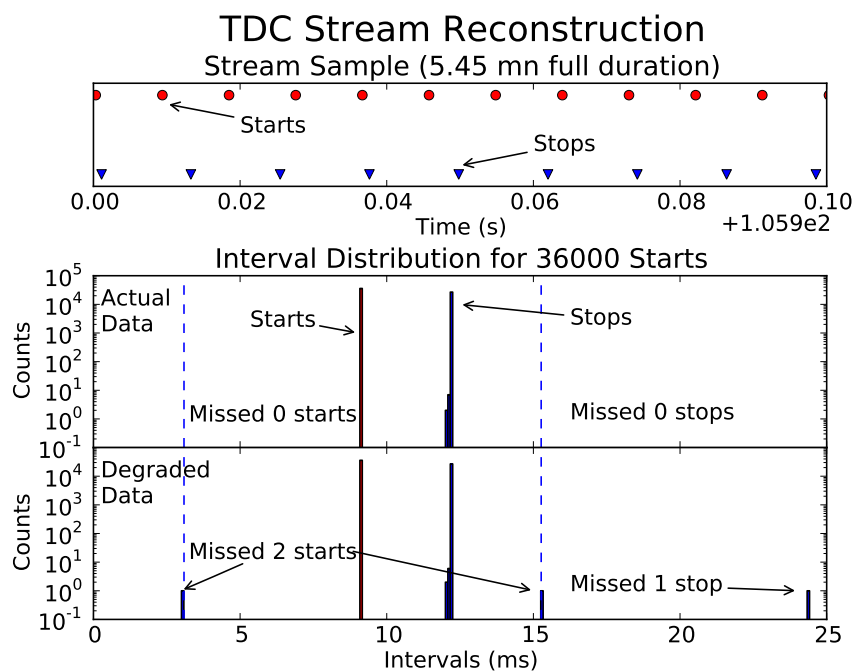 TDC Stream Reconstruction
Stream Sample (5.45 mn full duration)
Starts
Stops
0.00 0.02 0.04 0.06 0.08 0.10
Time (s)
+1.059e2
Interval Distribution for 36000 Starts
Counts
10^5
10^4
10^3
10^2
10^1
10^0
10^-1
Actual
Data
Starts
Stops
Missed 0 starts
Missed 0 stops
Counts
10^4
10^3
10^2
10^1
10^0
10^-1
Degraded
Data
Missed 2 starts
Missed 1 stop
0 5 10 15 20 25
Intervals (ms)